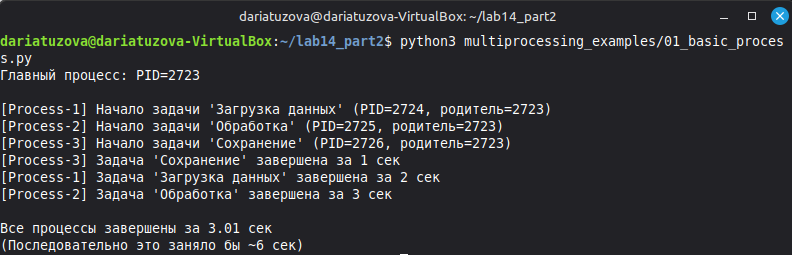 dariatuzova@dariatuzova-VirtualBox: ~/lab14_part2
dariatuzova@dariatuzova-VirtualBox:~/lab14_part2$ python3 multiprocessing_examples/01_basic_proces
s.py
Главный процесс: PID=2723
[Process-1] Начало задачи 'Загрузка данных' (PID=2724, родитель=2723)
[Process-2] Начало задачи 'Обработка' (PID=2725, родитель=2723)
[Process-3] Начало задачи 'Сохранение' (PID=2726, родитель=2723)
[Process-3] Задача 'Сохранение' завершена за 1 сек
[Process-1] Задача 'Загрузка данных' завершена за 2 сек
[Process-2] Задача 'Обработка' завершена за 3 сек
Все процессы завершены за 3.01 сек
(Последовательно это заняло бы ~6 сек)